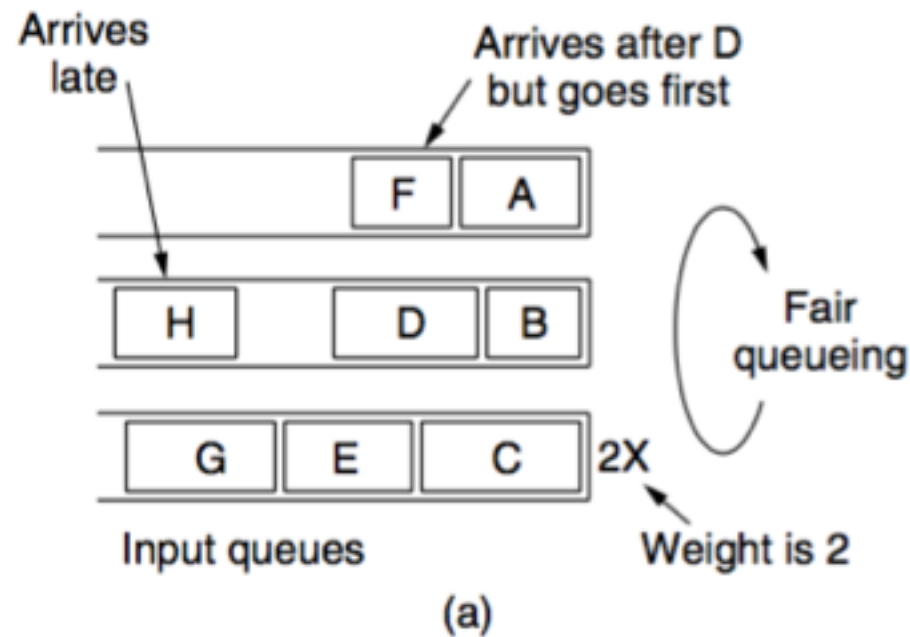 Arrives
late
Arrives after D
but goes first
F A
H D B
Fair
queueing
G E C 2X
Input queues
Weight is 2
(a)